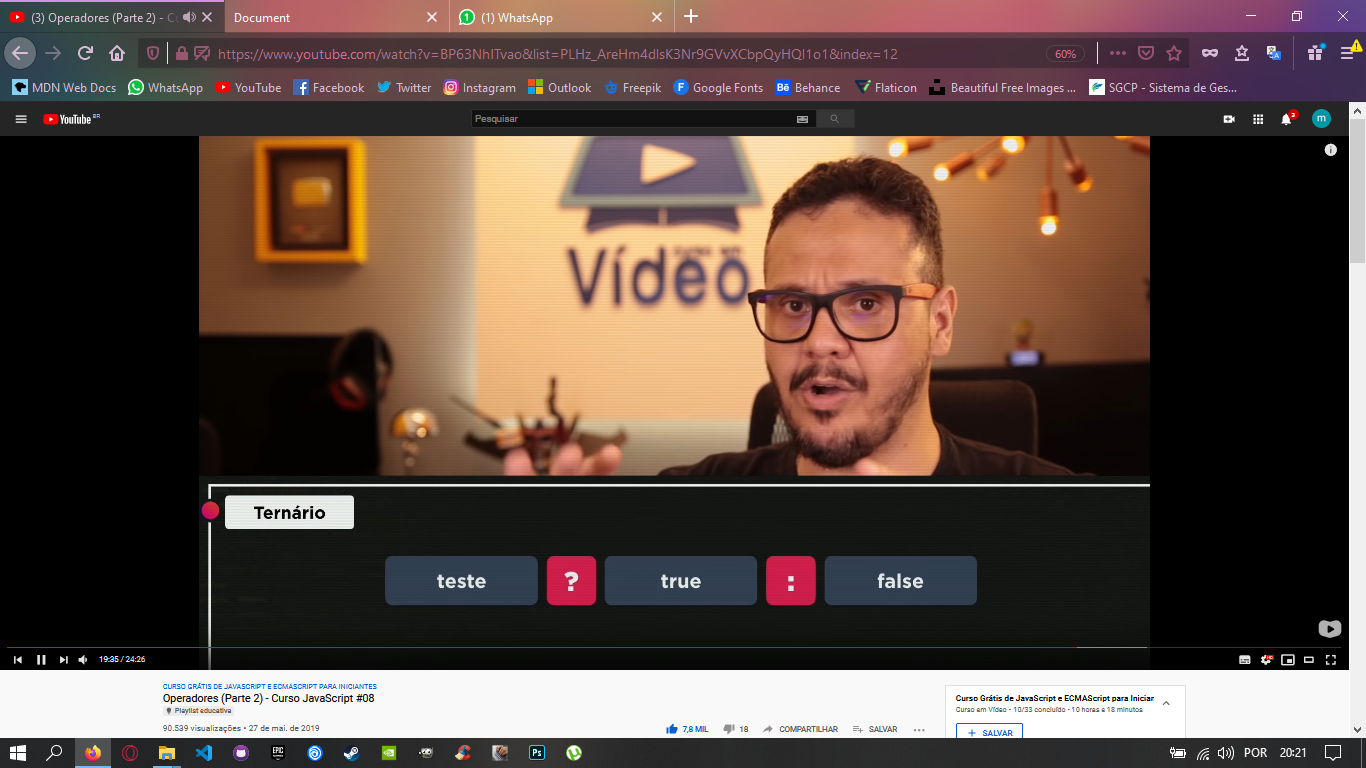 (3) Operadores (Parte 2) - C
Document
(1) WhatsApp
https://www.youtube.com/watch?v=BP63NhITvao&list=PLHz_AreHm4dlsK3Nr9GVvXCbpQyHQl1o1&index=12
60%
MDN Web Docs
WhatsApp
YouTube
Facebook
Twitter
Instagram
Outlook
Freepik
Google Fonts
Behance
Flaticon
Beautiful Free Images ...
SGCP - Sistema de Ges...
YouTube BR
Pesquisar
2
m
Vídeo
Ternário
teste ? true : false
19:35 / 24:26
CURSO GRÁTIS DE JAVASCRIPT E ECMASCRIPT PARA INICIANTES
Operadores (Parte 2) - Curso JavaScript #08
Playlist educativa
90.539 visualizações • 27 de mai. de 2019
7,8 MIL
18
COMPARTILHAR
SALVAR
Curso Grátis de JavaScript e ECMAScript para Iniciar
Curso em Vídeo - 10/33 concluído - 10 horas e 18 minutos
SALVAR
EPIC
Ps
POR
20:21